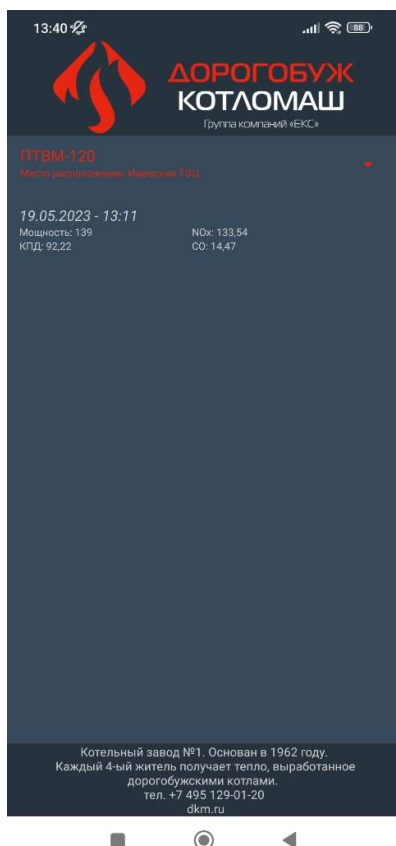 13:40
88
ДОРОГОБУЖ
КОТЛОМАШ
Группа компаний «ЕКС»
ПТВМ-120
Место расположения: Ижевская ТЭЦ
19.05.2023 - 13:11
Мощность: 139 NOx: 133,54
КПД: 92,22 CO: 14,47
Котельный завод №1. Основан в 1962 году.
Каждый 4-ый житель получает тепло, выработанное
дорогобужскими котлами.
тел. +7 495 129-01-20
dkm.ru